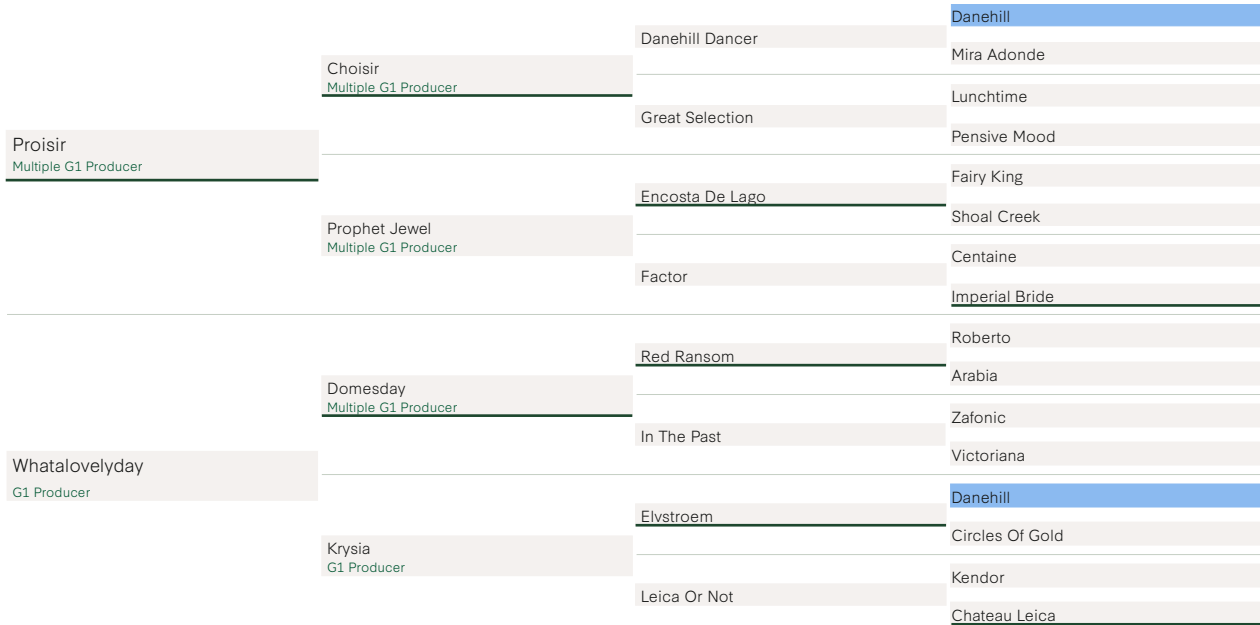 Proisir
Multiple G1 Producer
Whatalovelyday
G1 Producer
Choisir
Multiple G1 Producer
Prophet Jewel
Multiple G1 Producer
Domesday
Multiple G1 Producer
Krysia
G1 Producer
Danehill Dancer
Great Selection
Encosta De Lago
Factor
Red Ransom
In The Past
Elvstroem
Leica Or Not
Danehill
Mira Adonde
Lunchtime
Pensive Mood
Fairy King
Shoal Creek
Centaine
Imperial Bride
Roberto
Arabia
Zafonic
Victoriana
Danehill
Circles Of Gold
Kendor
Chateau Leica